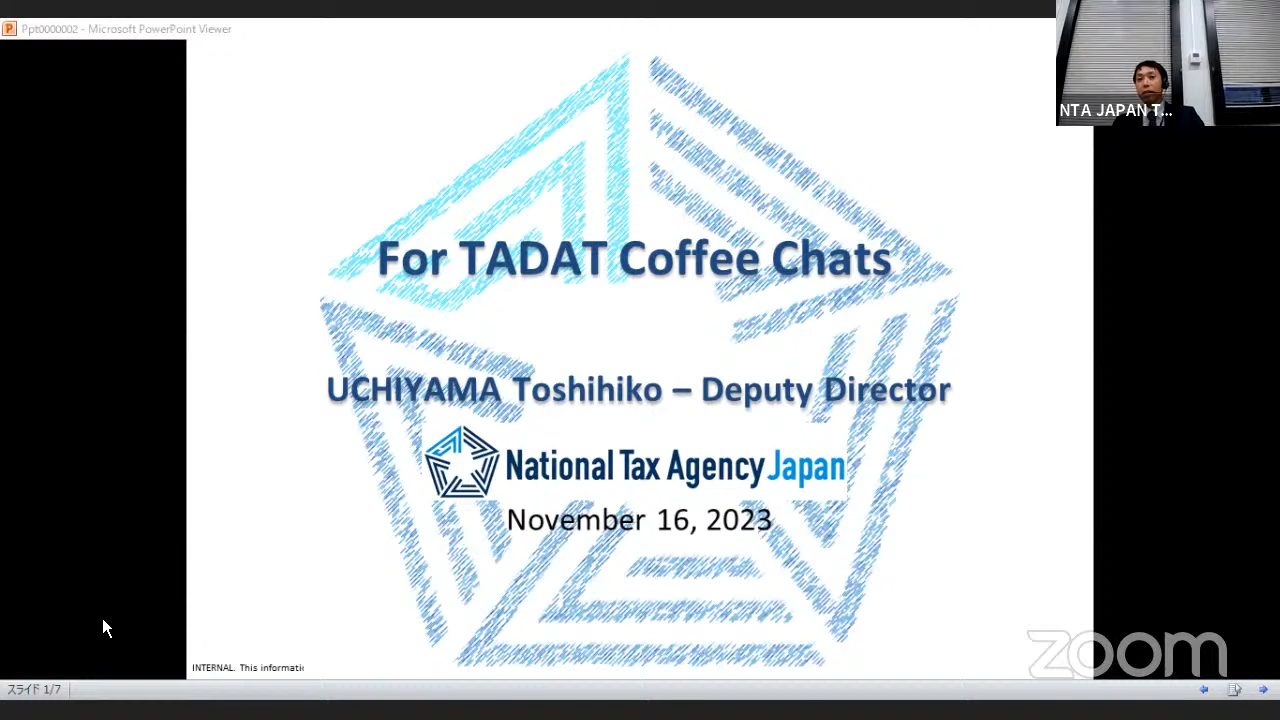 Ppt0000002 - Microsoft PowerPoint Viewer
NTA JAPAN T...
For TADAT Coffee Chats
UCHIYAMA Toshihiko – Deputy Director
National Tax Agency Japan
November 16, 2023
INTERNAL. This informatic
スライド 1/7
zoom